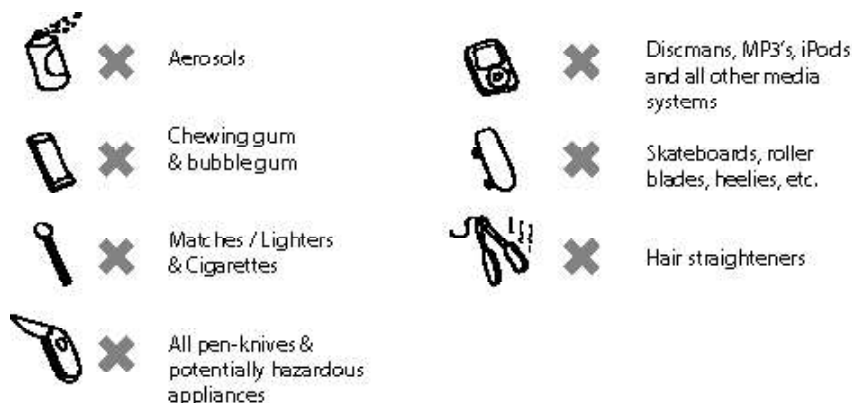 Aerosols
Chewing gum
& bubblegum
Matches / Lighters
& Cigarettes
All pen-knives &
potentially hazardous
appliances
Discmans, MP3's, iPods
and all other media
systems
Skateboards, roller
blades, heelies, etc.
Hair straighteners